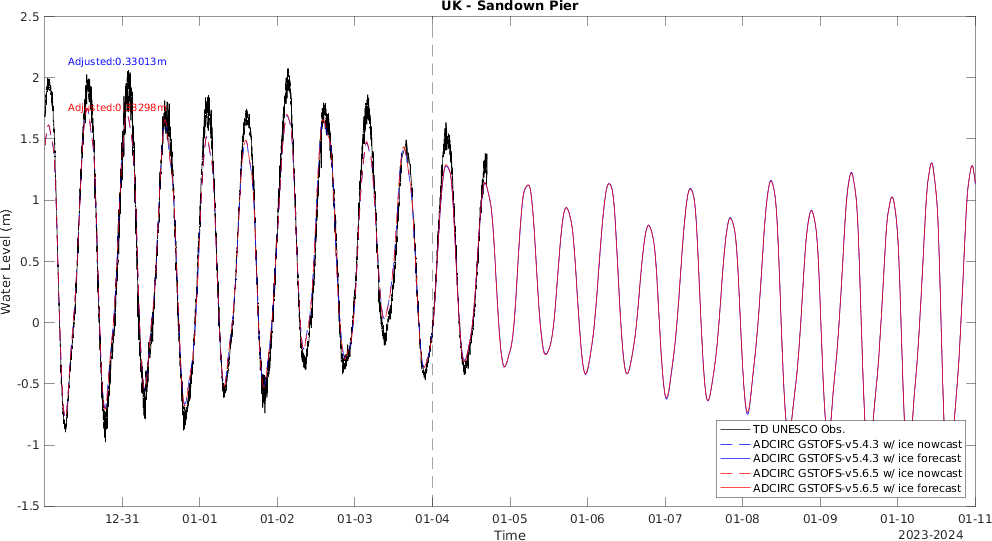 UK - Sandown Pier
2.5
2
1.5
1
0.5
0
-0.5
-1
-1.5
Water Level (m)
Adjusted:0.33013m
12-31
01-01
01-02
01-03
01-04
01-05
01-06
01-07
01-08
01-09
01-10
01-11
Time
2023-2024
TD UNESCO Obs.
ADCIRC GSTOFS-v5.4.3 w/ ice nowcast
ADCIRC GSTOFS-v5.4.3 w/ ice forecast
ADCIRC GSTOFS-v5.6.5 w/ ice nowcast
ADCIRC GSTOFS-v5.6.5 w/ ice forecast